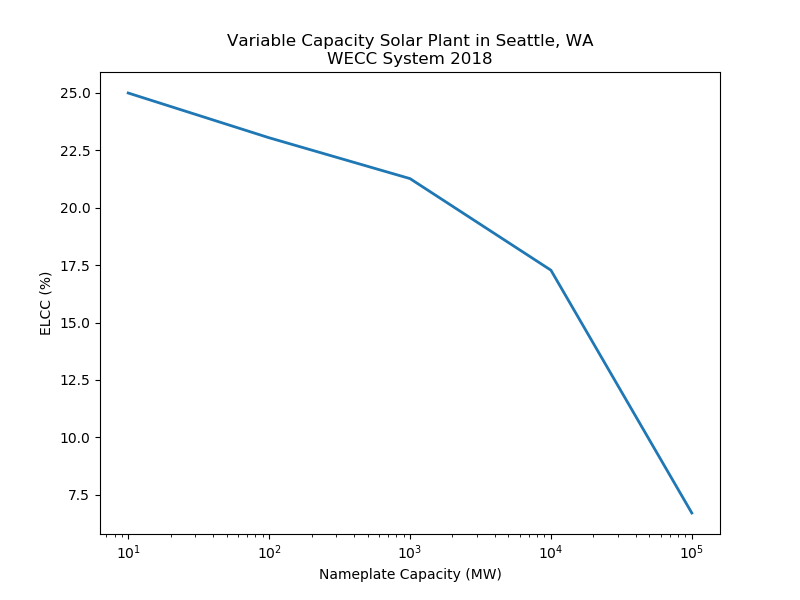 Variable Capacity Solar Plant in Seattle, WA
WECC System 2018
25.0
22.5
20.0
17.5
15.0
12.5
10.0
7.5
ELCC (%)
10¹ 10² 10³ 10⁴ 10⁵
Nameplate Capacity (MW)